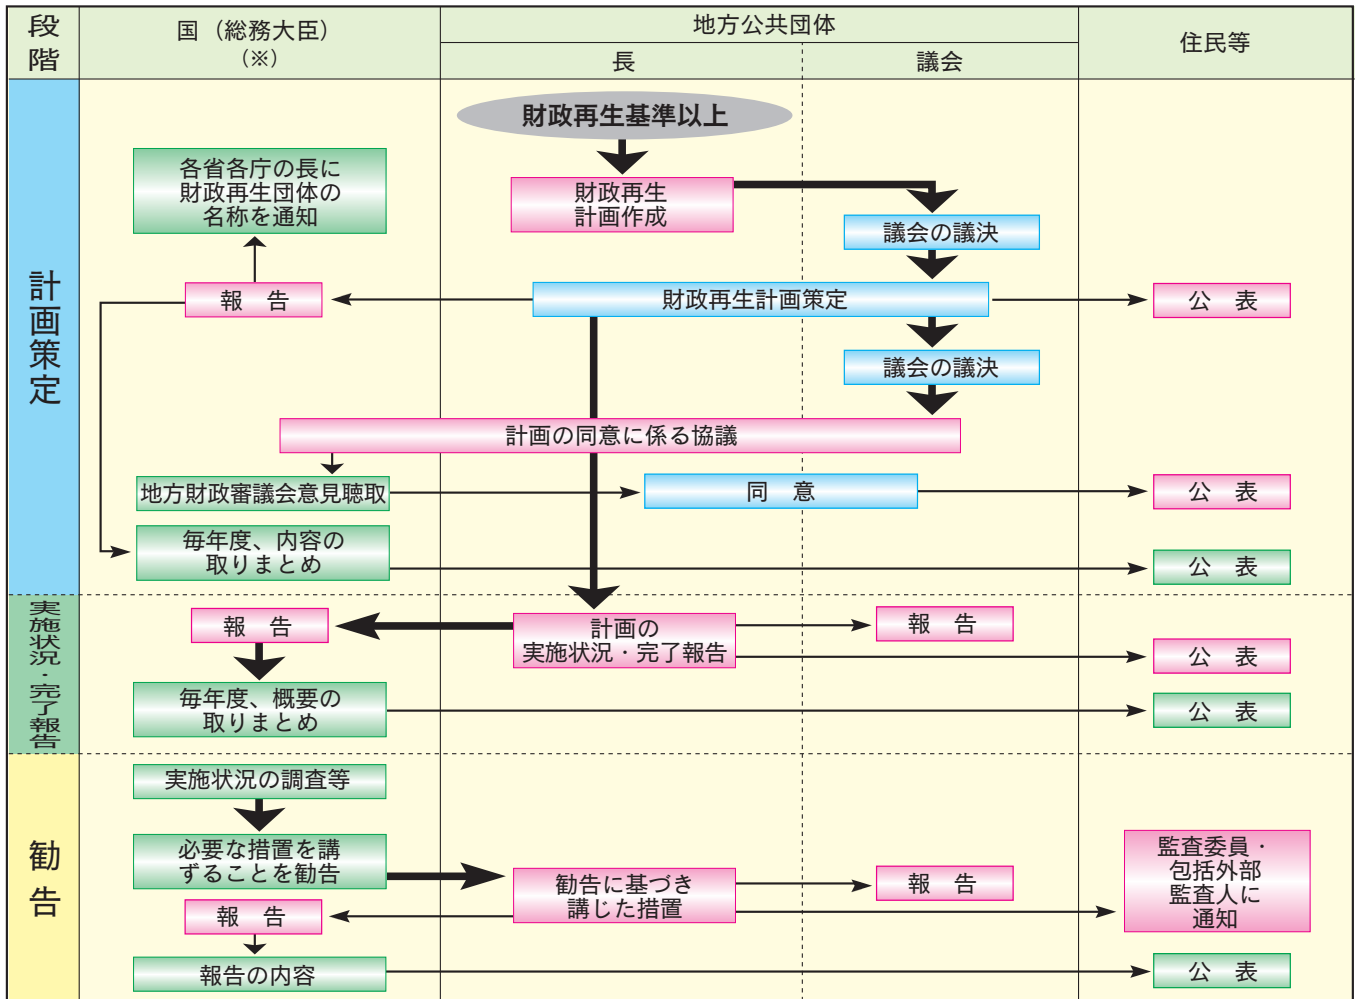 段階
国（総務大臣）
（※）
地方公共団体
長
議会
住民等
計画策定
財政再生基準以上
各省各庁の長に
財政再生団体の
名称を通知
財政再生
計画作成
議会の議決
報　告
財政再生計画策定
公　表
議会の議決
計画の同意に係る協議
地方財政審議会意見聴取
同　意
公　表
毎年度、内容の
取りまとめ
公　表
実施状況・完了報告
報　告
計画の
実施状況・完了報告
報　告
公　表
毎年度、概要の
取りまとめ
公　表
勧告
実施状況の調査等
必要な措置を講
ずることを勧告
勧告に基づき
講じた措置
報　告
監査委員・
包括外部
監査人に
通知
報　告
報告の内容
公　表